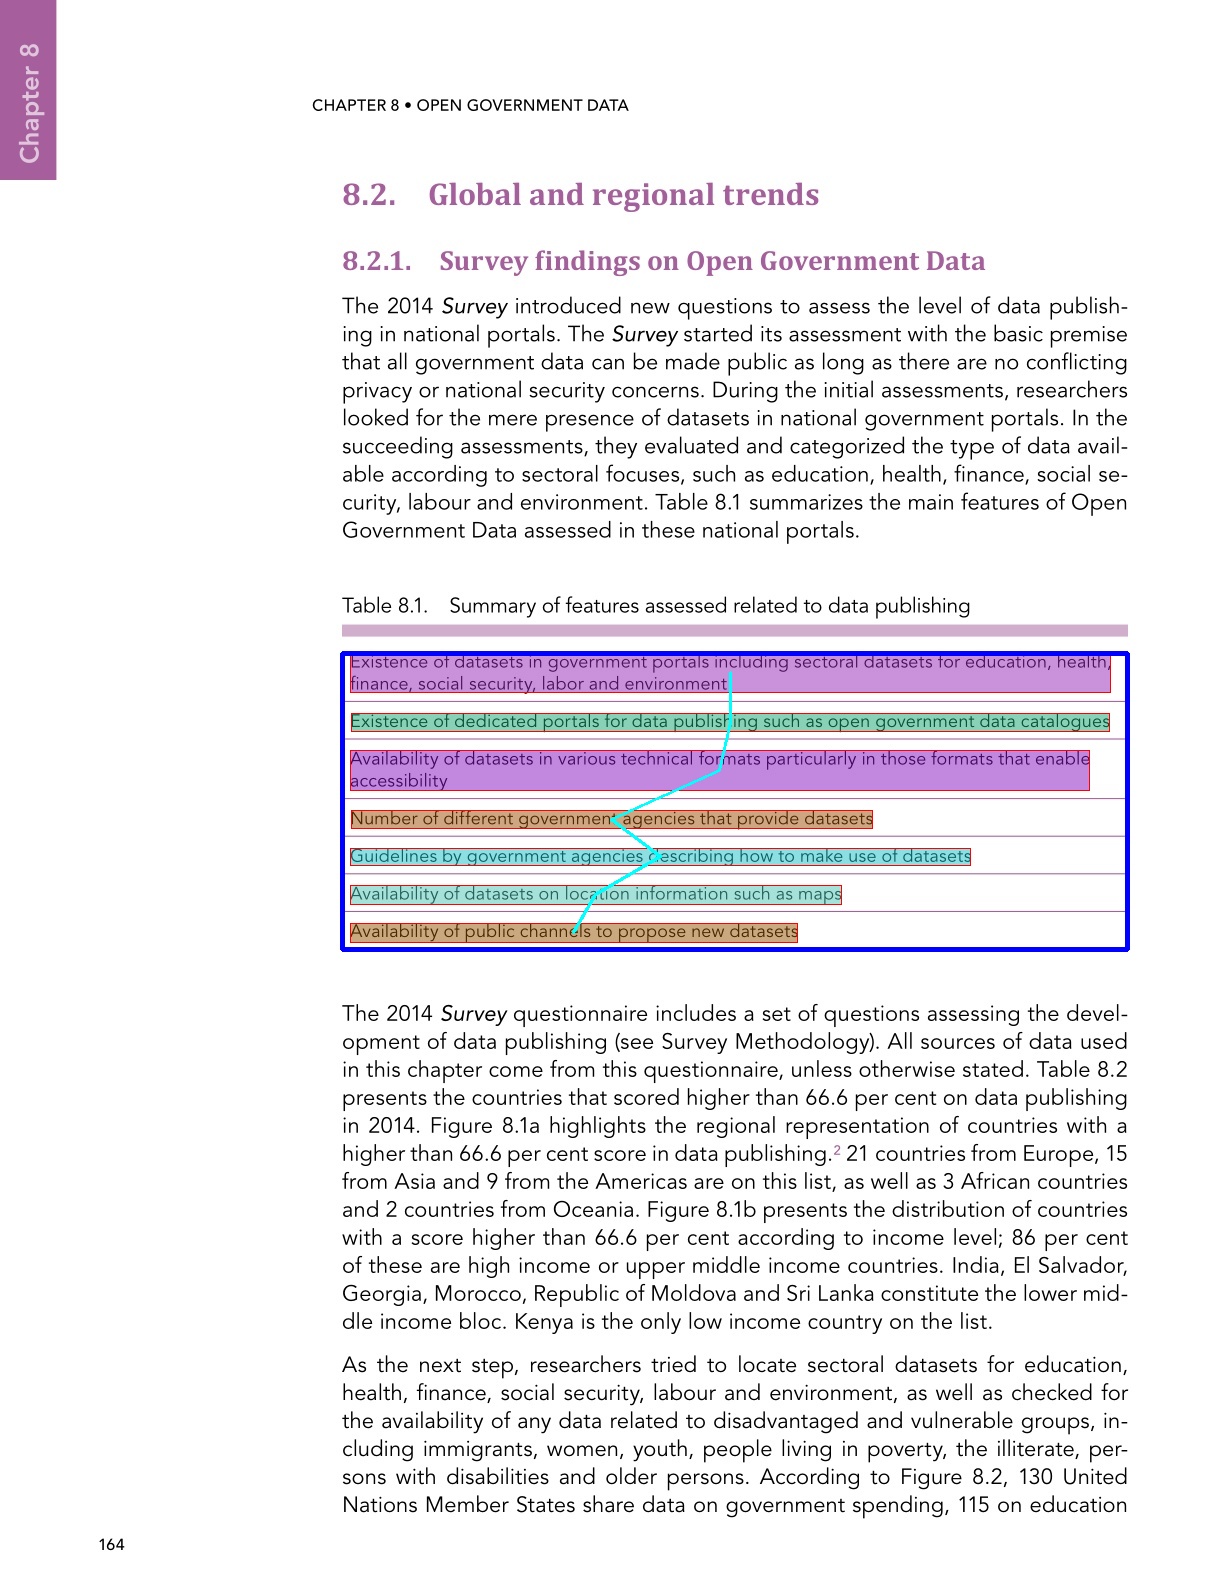 Chapter 8
CHAPTER 8 • OPEN GOVERNMENT DATA
8.2. Global and regional trends
8.2.1. Survey findings on Open Government Data
The 2014 Survey introduced new questions to assess the level of data publish-
ing in national portals. The Survey started its assessment with the basic premise
that all government data can be made public as long as there are no conflicting
privacy or national security concerns. During the initial assessments, researchers
looked for the mere presence of datasets in national government portals. In the
succeeding assessments, they evaluated and categorized the type of data avail-
able according to sectoral focuses, such as education, health, finance, social se-
curity, labour and environment. Table 8.1 summarizes the main features of Open
Government Data assessed in these national portals.
Table 8.1. Summary of features assessed related to data publishing
Existence of datasets in government portals including sectoral datasets for education, health,
finance, social security, labor and environment
Existence of dedicated portals for data publishing such as open government data catalogues
Availability of datasets in various technical formats particularly in those formats that enable
accessibility
Number of different government agencies that provide datasets
Guidelines by government agencies describing how to make use of datasets
Availability of datasets on location information such as maps
Availability of public channels to propose new datasets
The 2014 Survey questionnaire includes a set of questions assessing the devel-
opment of data publishing (see Survey Methodology). All sources of data used
in this chapter come from this questionnaire, unless otherwise stated. Table 8.2
presents the countries that scored higher than 66.6 per cent on data publishing
in 2014. Figure 8.1a highlights the regional representation of countries with a
higher than 66.6 per cent score in data publishing.2 21 countries from Europe, 15
from Asia and 9 from the Americas are on this list, as well as 3 African countries
and 2 countries from Oceania. Figure 8.1b presents the distribution of countries
with a score higher than 66.6 per cent according to income level; 86 per cent
of these are high income or upper middle income countries. India, El Salvador,
Georgia, Morocco, Republic of Moldova and Sri Lanka constitute the lower mid-
dle income bloc. Kenya is the only low income country on the list.
As the next step, researchers tried to locate sectoral datasets for education,
health, finance, social security, labour and environment, as well as checked for
the availability of any data related to disadvantaged and vulnerable groups, in-
cluding immigrants, women, youth, people living in poverty, the illiterate, per-
sons with disabilities and older persons. According to Figure 8.2, 130 United
Nations Member States share data on government spending, 115 on education
164